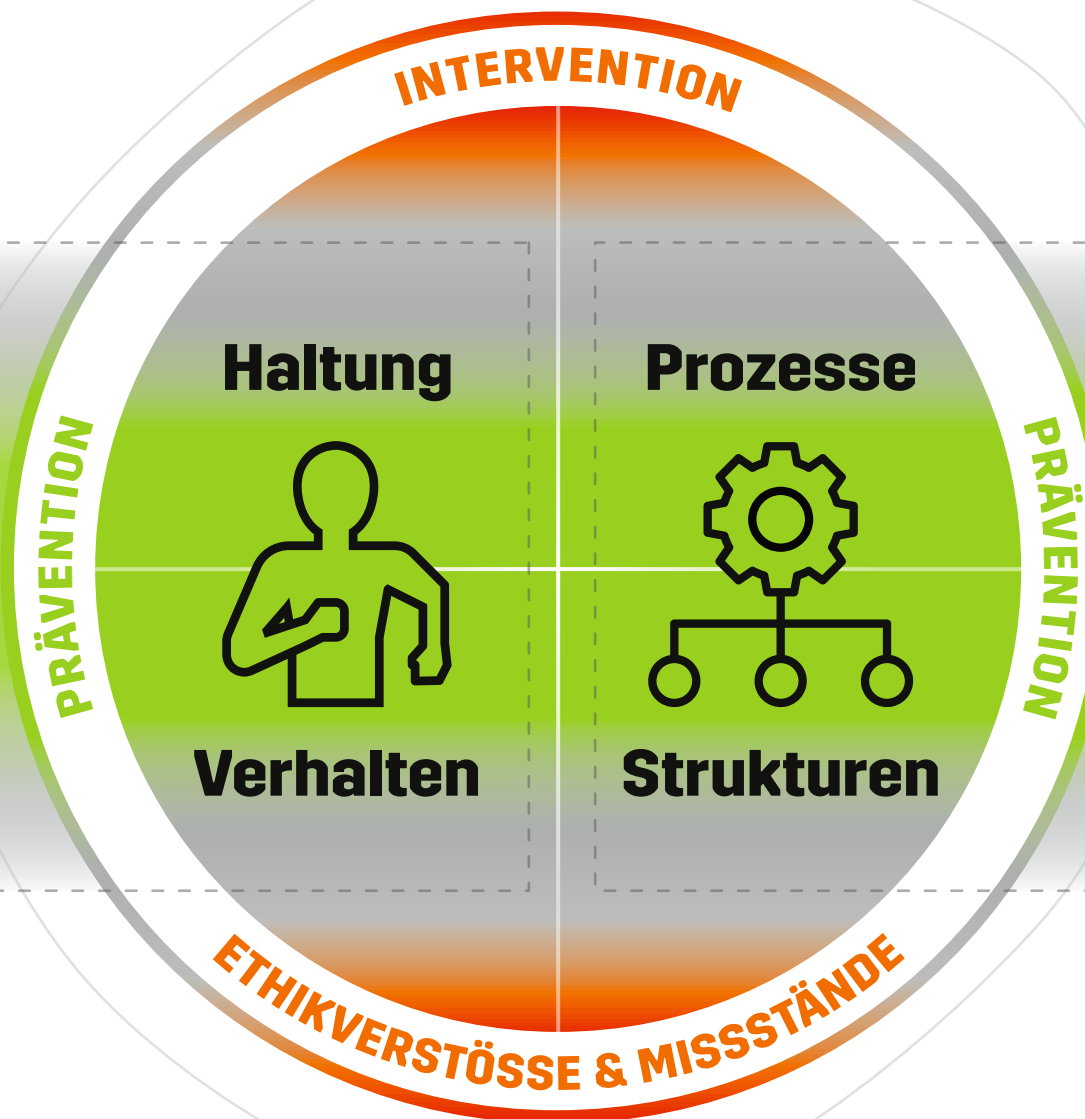 INTERVENTION
Haltung
Prozesse
PRÄVENTION
PRÄVENTION
Verhalten
Strukturen
ETHIKVERSTÖSSE & MISSSTÄNDE